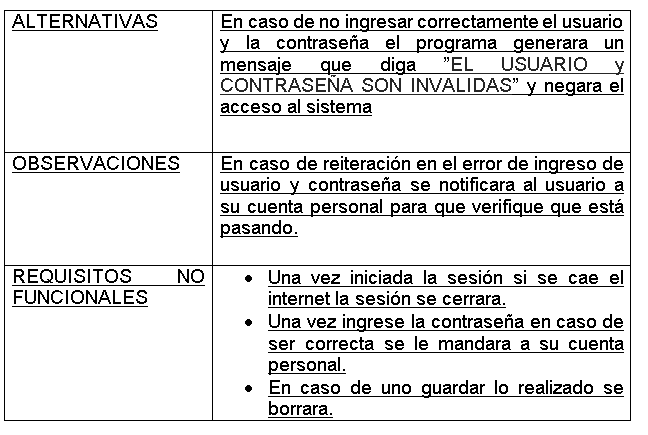 ALTERNATIVAS
En caso de no ingresar correctamente el usuario
y la contraseña el programa generara un
mensaje que diga ”EL USUARIO y
CONTRASEÑA SON INVALIDAS” y negara el
acceso al sistema
OBSERVACIONES
En caso de reiteración en el error de ingreso de
usuario y contraseña se notificara al usuario a
su cuenta personal para que verifique que está
pasando.
REQUISITOS NO
FUNCIONALES
• Una vez iniciada la sesión si se cae el
internet la sesión se cerrara.
• Una vez ingrese la contraseña en caso de
ser correcta se le mandara a su cuenta
personal.
• En caso de uno guardar lo realizado se
borrara.